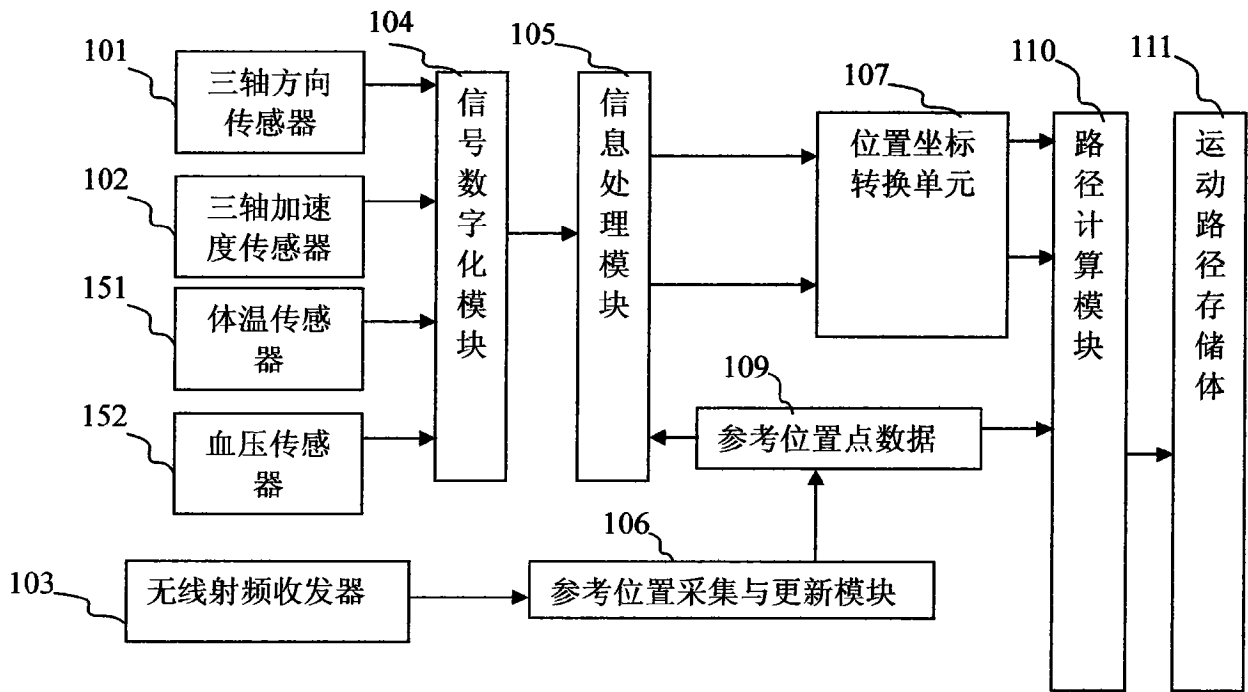 101
三轴方向
传感器
102
三轴加速
度传感器
151
体温传感
器
152
血压传感
器
103
无线射频收发器
104
信号数字化模块
105
信息处理模块
106
参考位置采集与更新模块
107
位置坐标
转换单元
109
参考位置点数据
110
路径计算模块
111
运动路径存储体